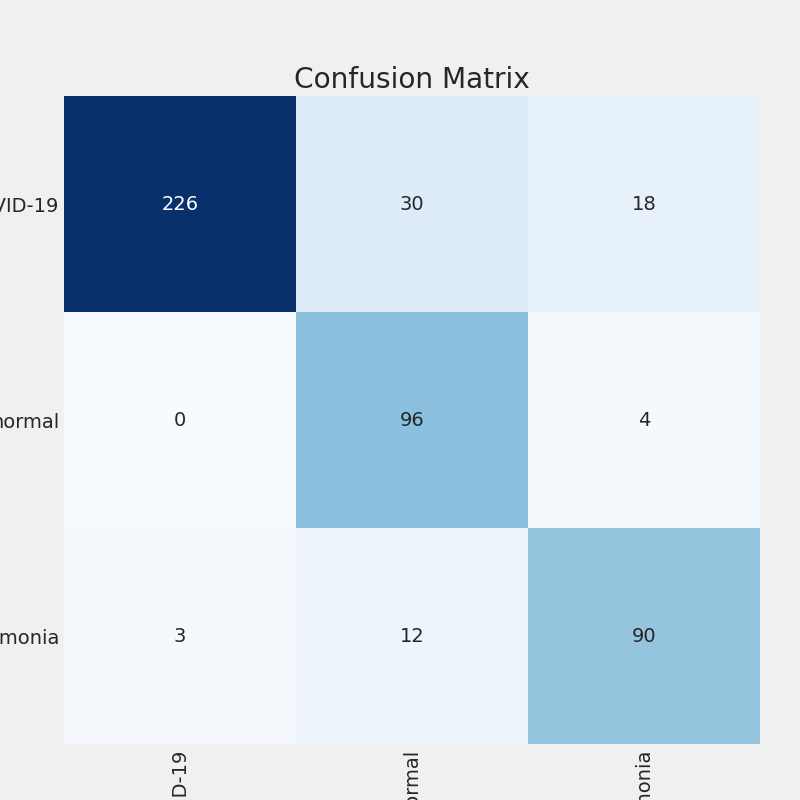 Confusion Matrix
VID-19 226 30 18
normal 0 96 4
monia 3 12 90
D-19 ormal monia